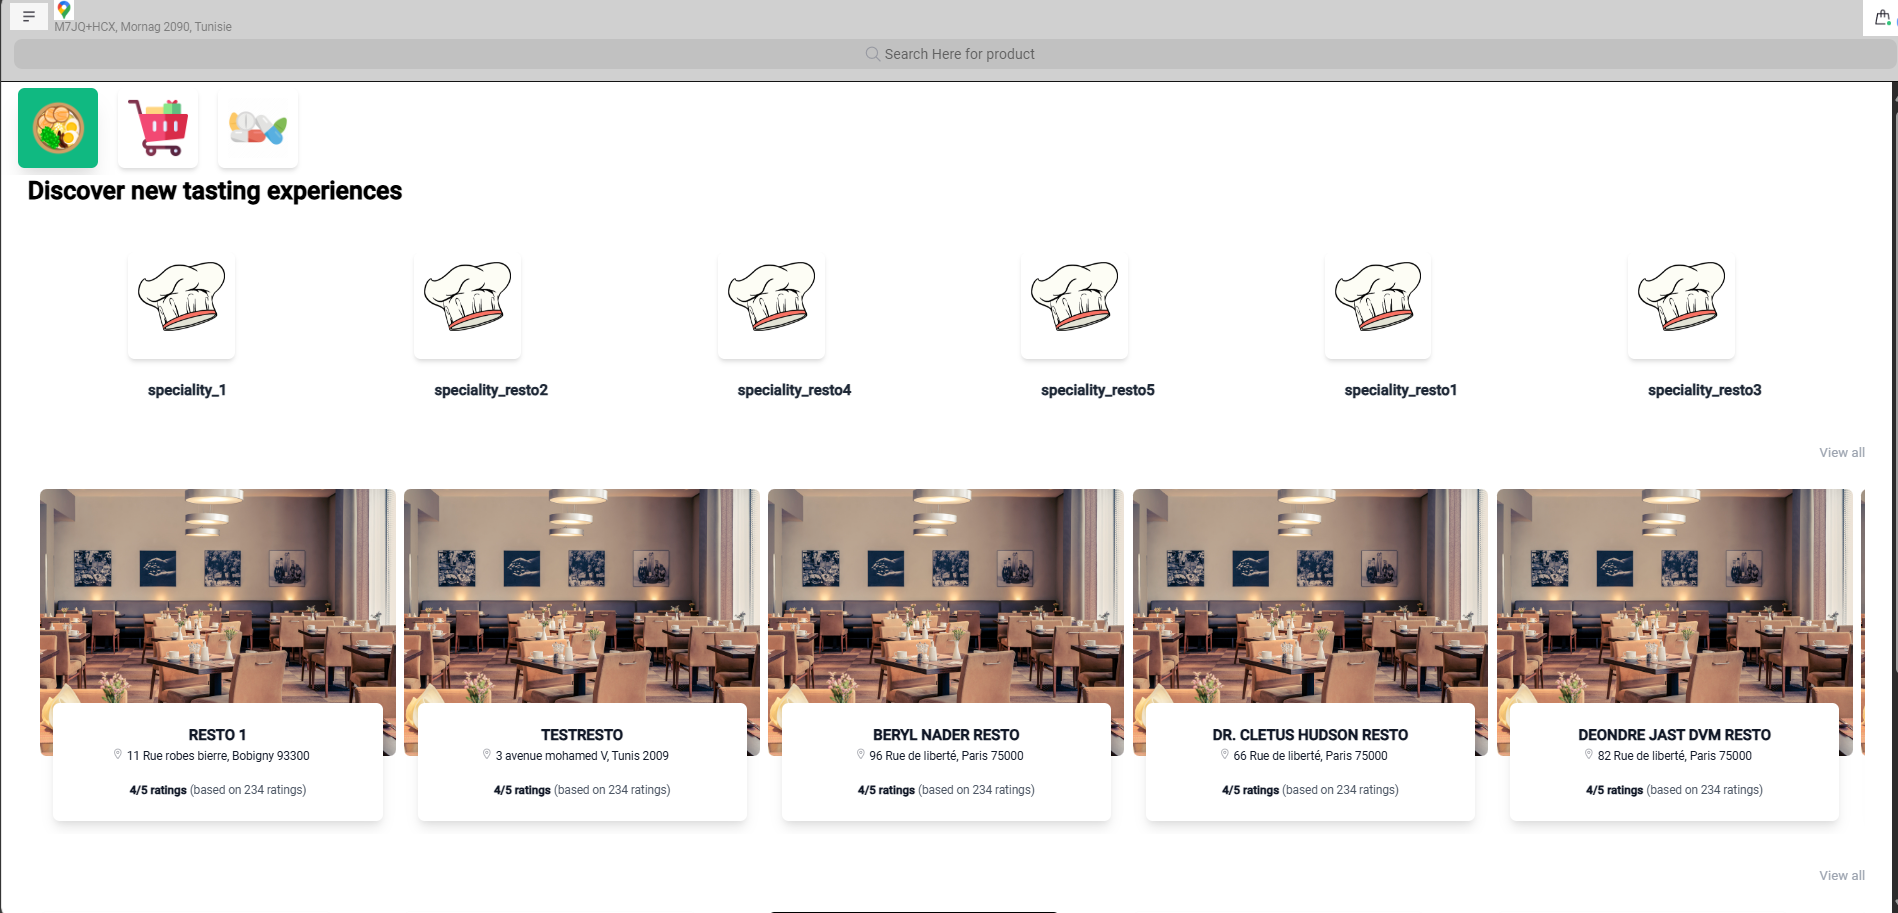 M7JQ+HCX, Mornag 2090, Tunisie
Search Here for product
Discover new tasting experiences
speciality_1
speciality_resto2
speciality_resto4
speciality_resto5
speciality_resto1
speciality_resto3
View all
RESTO 1
11 Rue robes bierre, Bobigny 93300
4/5 ratings (based on 234 ratings)
TESTRESTO
3 avenue mohamed V, Tunis 2009
4/5 ratings (based on 234 ratings)
BERYL NADER RESTO
96 Rue de liberté, Paris 75000
4/5 ratings (based on 234 ratings)
DR. CLETUS HUDSON RESTO
66 Rue de liberté, Paris 75000
4/5 ratings (based on 234 ratings)
DEONDRE JAST DVM RESTO
82 Rue de liberté, Paris 75000
4/5 ratings (based on 234 ratings)
View all